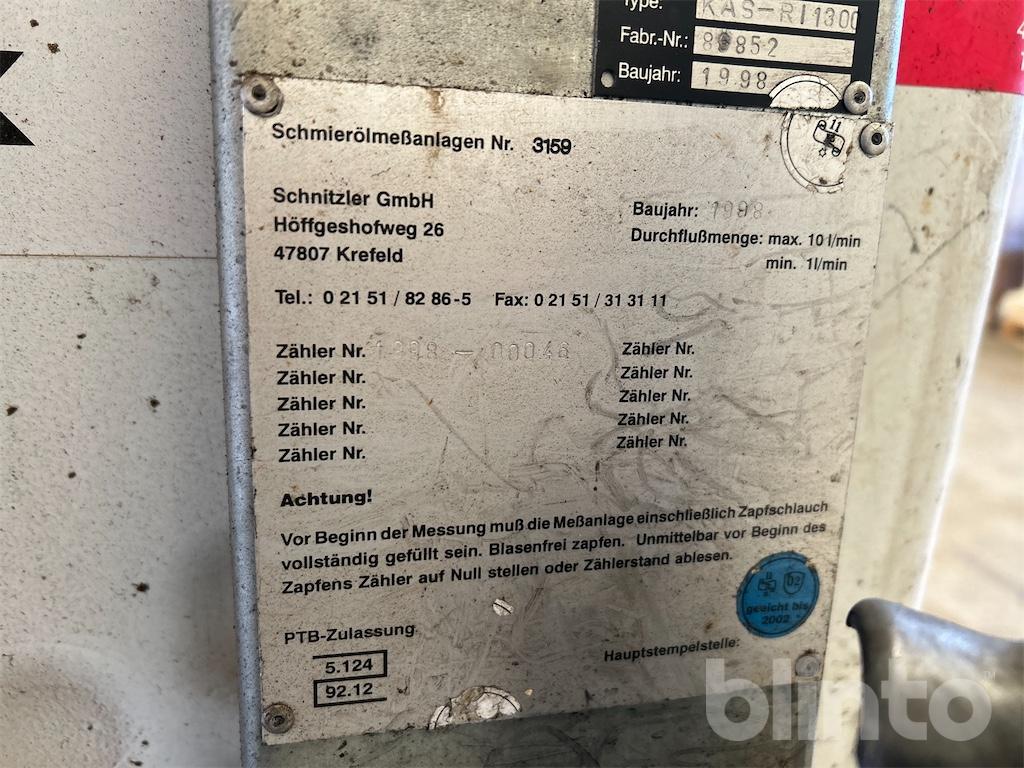 Type: KAS-RI1300
Fabr.-Nr.:
Baujahr: 1998
Schmierölmeßanlagen Nr. 3159
Schnitzler GmbH
Höffgeshofweg 26
47807 Krefeld
Baujahr: 1998
Durchflußmenge: max. 10 l/min
min. 1l/min
Tel.: 0 21 51 / 82 86-5 Fax: 0 21 51 / 31 31 11
Zähler Nr. Zähler Nr.
Zähler Nr. Zähler Nr.
Zähler Nr. Zähler Nr.
Zähler Nr. Zähler Nr.
Zähler Nr. Zähler Nr.
Achtung!
Vor Beginn der Messung muß die Meßanlage einschließlich Zapfschlauch
vollständig gefüllt sein. Blasenfrei zapfen. Unmittelbar vor Beginn des
Zapfens Zähler auf Null stellen oder Zählerstand ablesen.
geeicht bis
2002
PTB-Zulassung
5.124
92.12
Hauptstempelstelle:
blinto